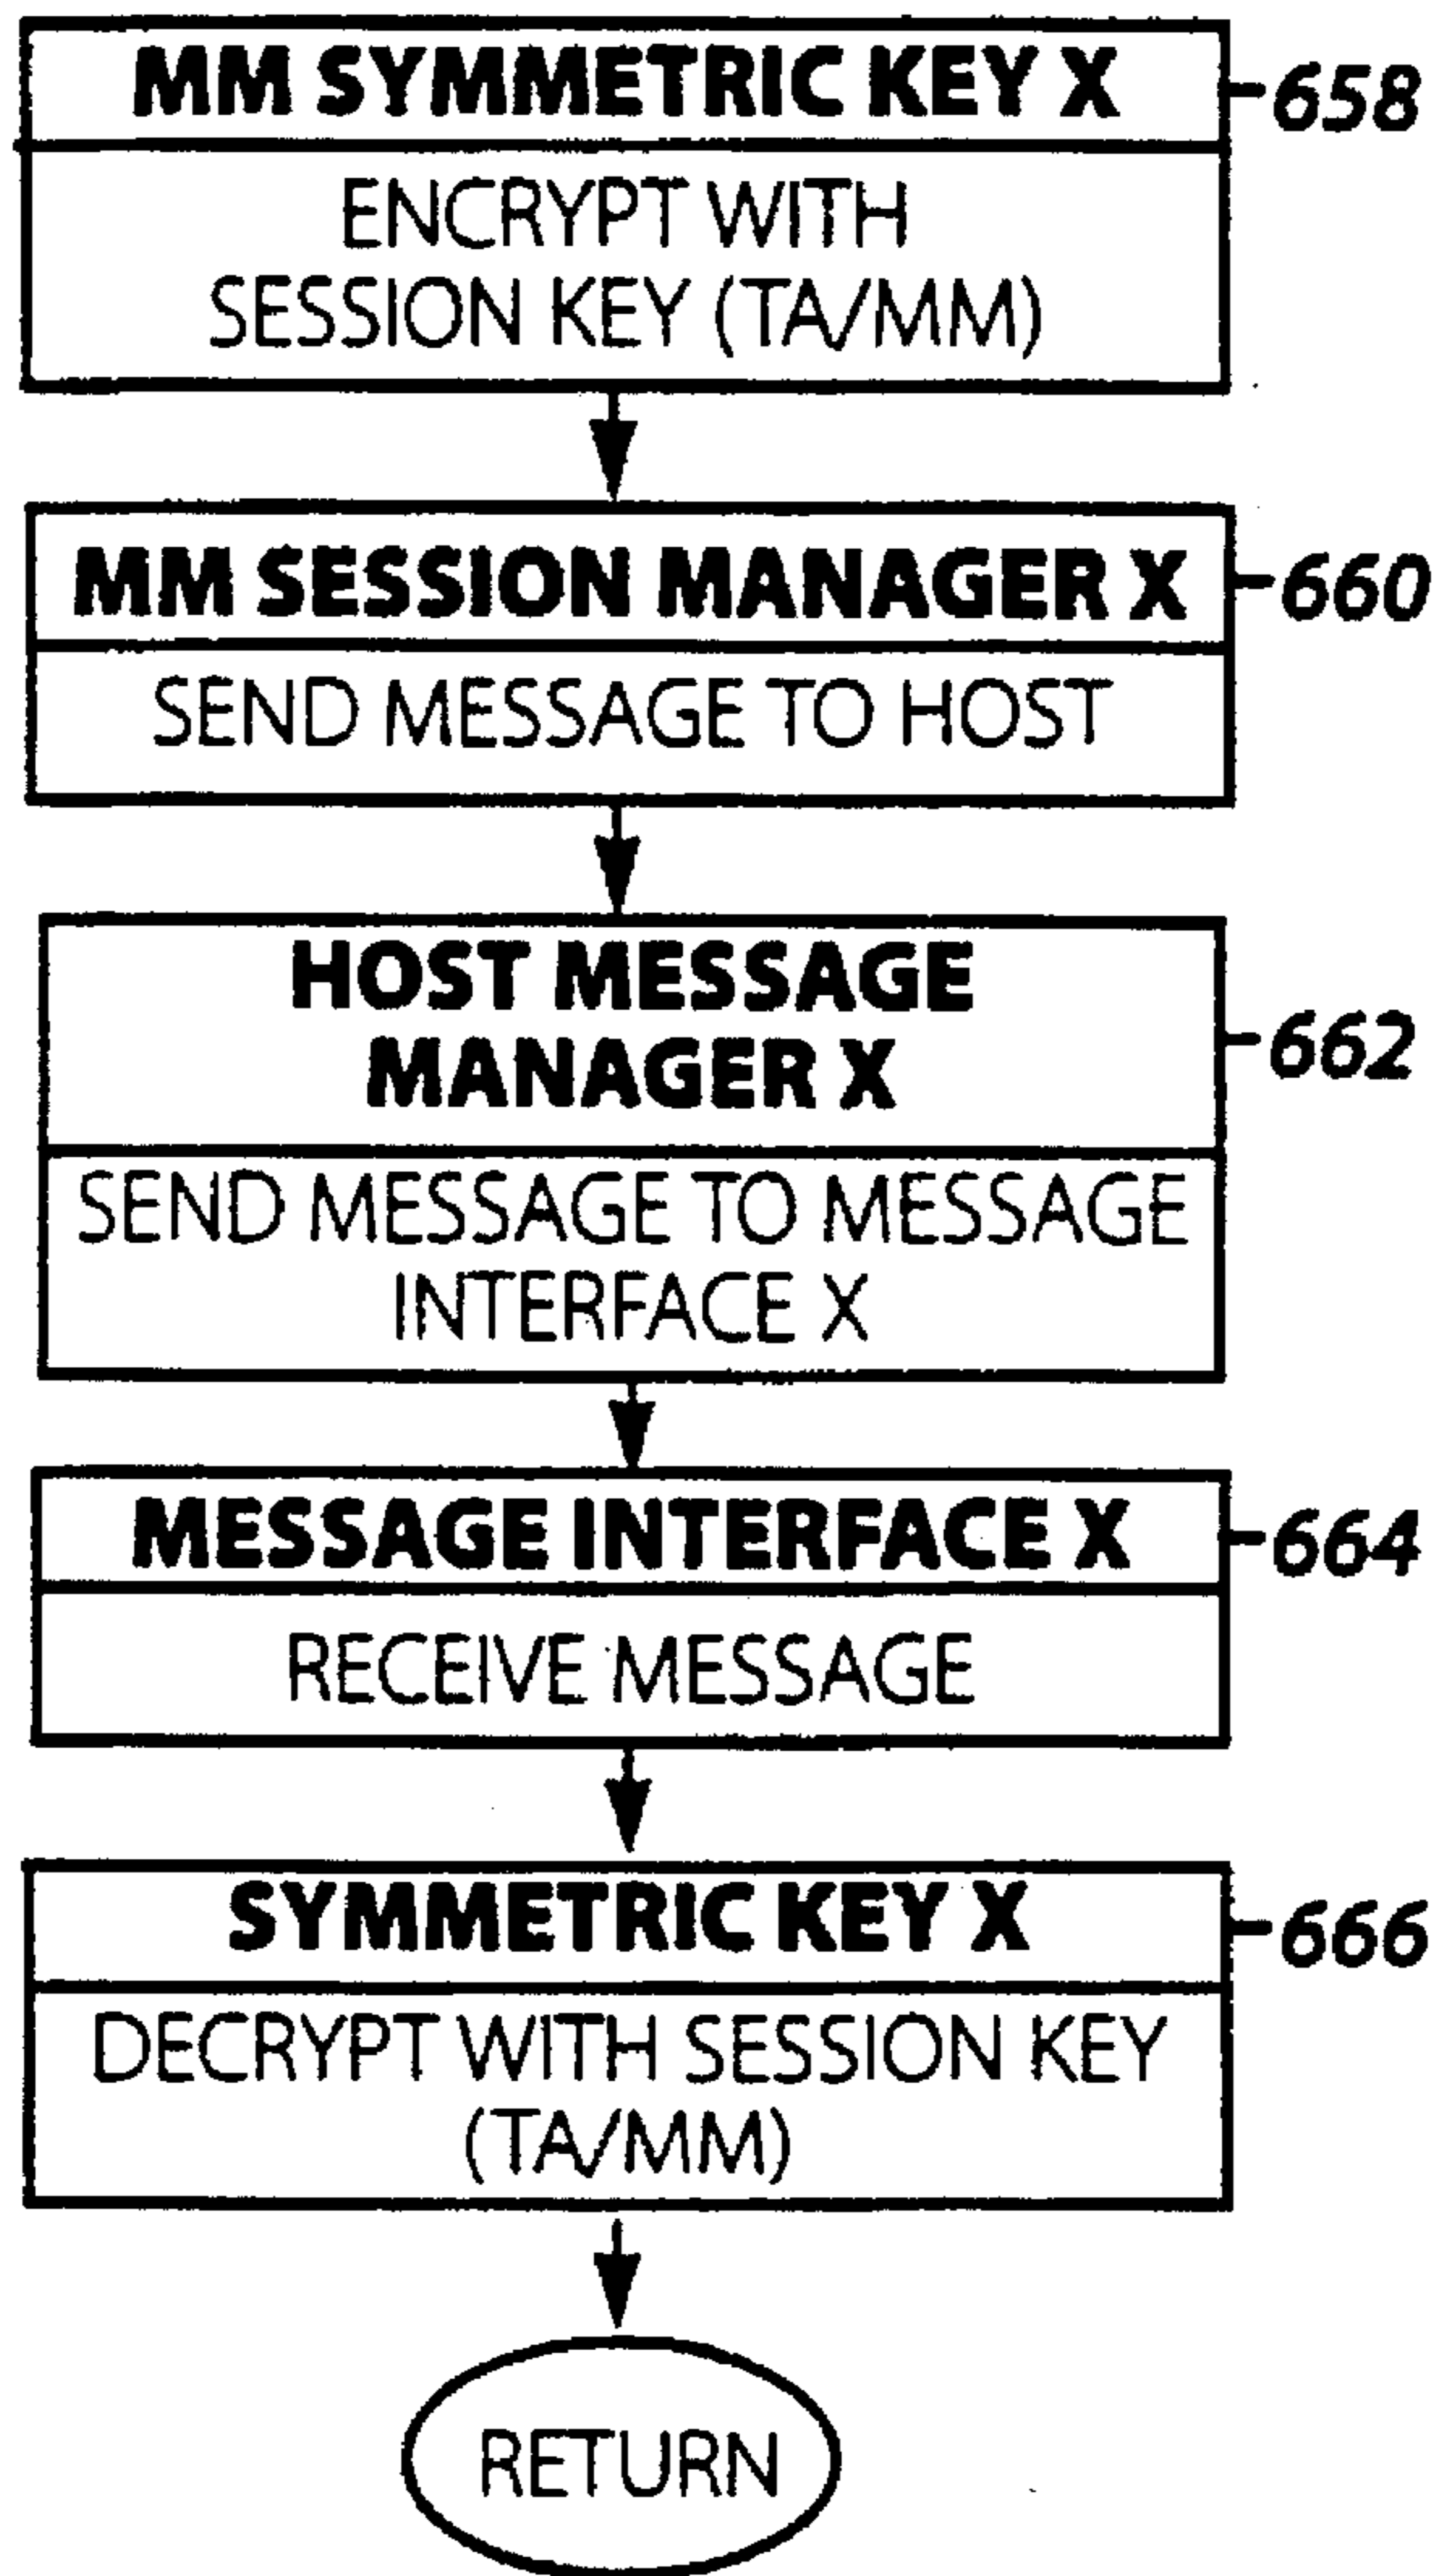 MM SYMMETRIC KEY X
658
ENCRYPT WITH
SESSION KEY (TA/MM)
MM SESSION MANAGER X
660
SEND MESSAGE TO HOST
HOST MESSAGE
MANAGER X
662
SEND MESSAGE TO MESSAGE
INTERFACE X
MESSAGE INTERFACE X
664
RECEIVE MESSAGE
SYMMETRIC KEY X
666
DECRYPT WITH SESSION KEY
(TA/MM)
RETURN